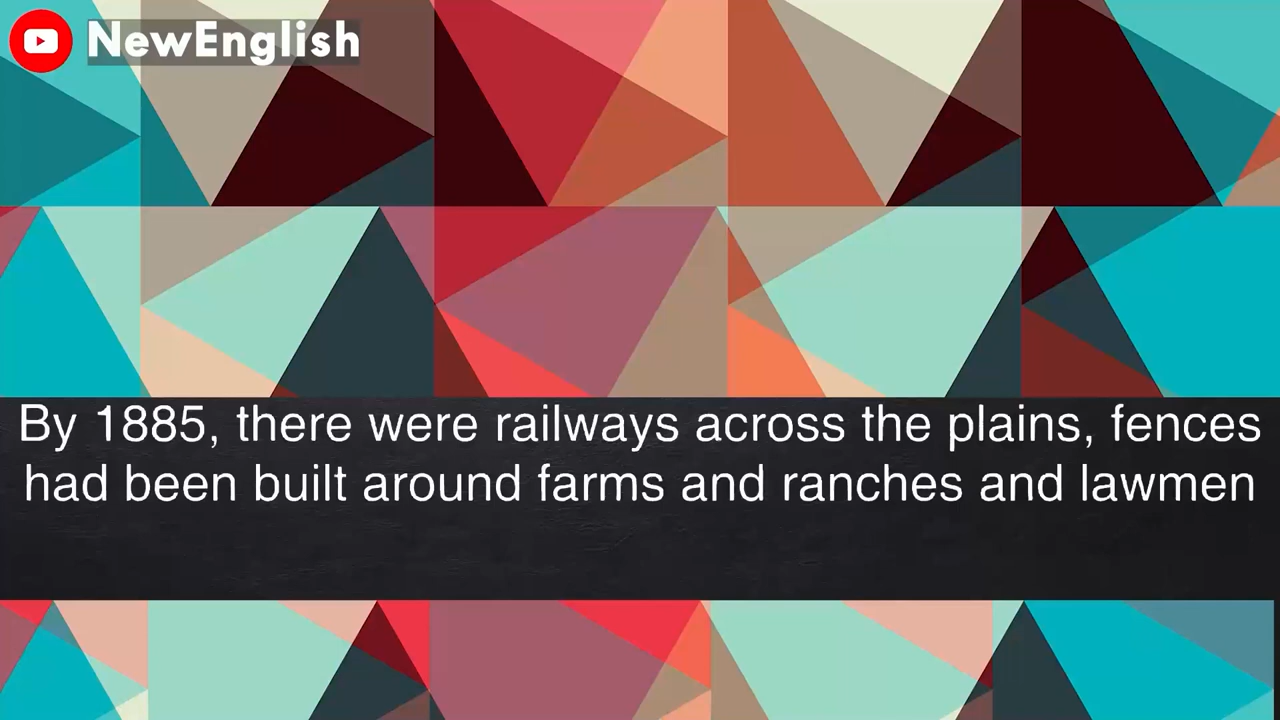 NewEnglish
By 1885, there were railways across the plains, fences
had been built around farms and ranches and lawmen